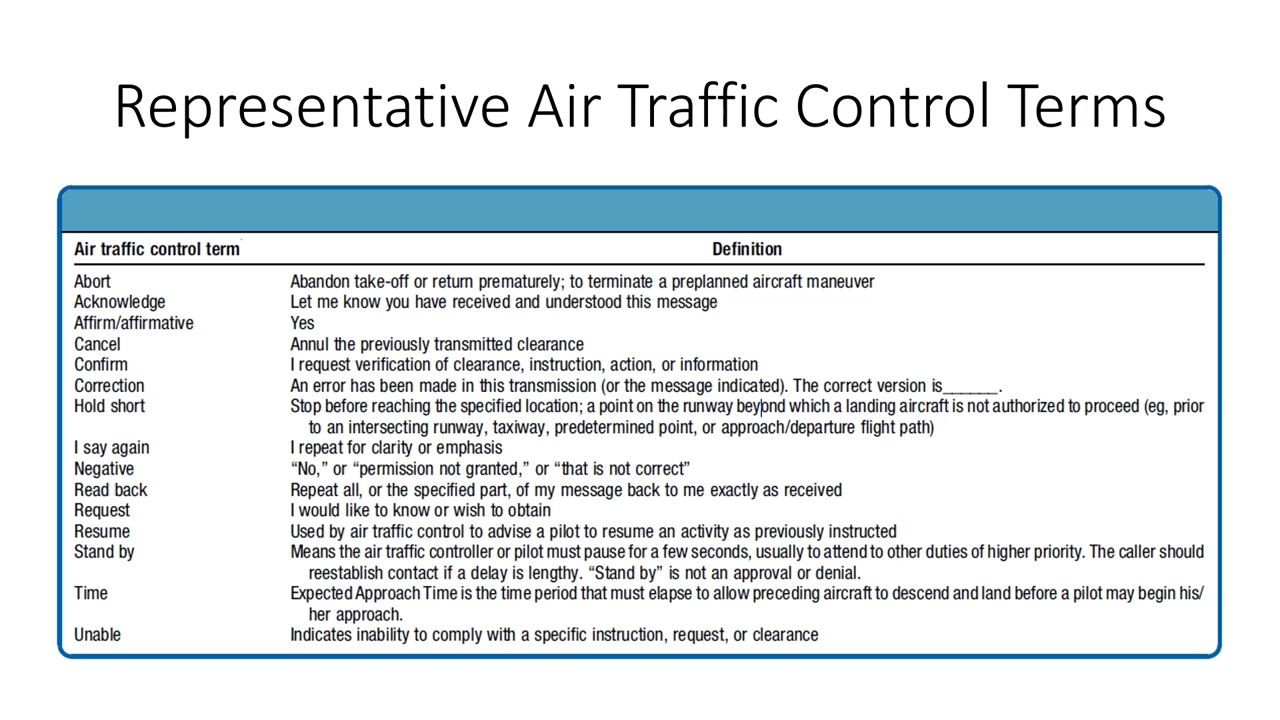 Representative Air Traffic Control Terms
Air traffic control term Definition
Abort Abandon take-off or return prematurely; to terminate a preplanned aircraft maneuver
Acknowledge Let me know you have received and understood this message
Affirm/affirmative Yes
Cancel Annul the previously transmitted clearance
Confirm I request verification of clearance, instruction, action, or information
Correction An error has been made in this transmission (or the message indicated). The correct version is______.
Hold short Stop before reaching the specified location; a point on the runway beyond which a landing aircraft is not authorized to proceed (eg, prior
to an intersecting runway, taxiway, predetermined point, or approach/departure flight path)
I say again I repeat for clarity or emphasis
Negative “No,” or “permission not granted,” or “that is not correct”
Read back Repeat all, or the specified part, of my message back to me exactly as received
Request I would like to know or wish to obtain
Resume Used by air traffic control to advise a pilot to resume an activity as previously instructed
Stand by Means the air traffic controller or pilot must pause for a few seconds, usually to attend to other duties of higher priority. The caller should
reestablish contact if a delay is lengthy. “Stand by” is not an approval or denial.
Time Expected Approach Time is the time period that must elapse to allow preceding aircraft to descend and land before a pilot may begin his/
her approach.
Unable Indicates inability to comply with a specific instruction, request, or clearance